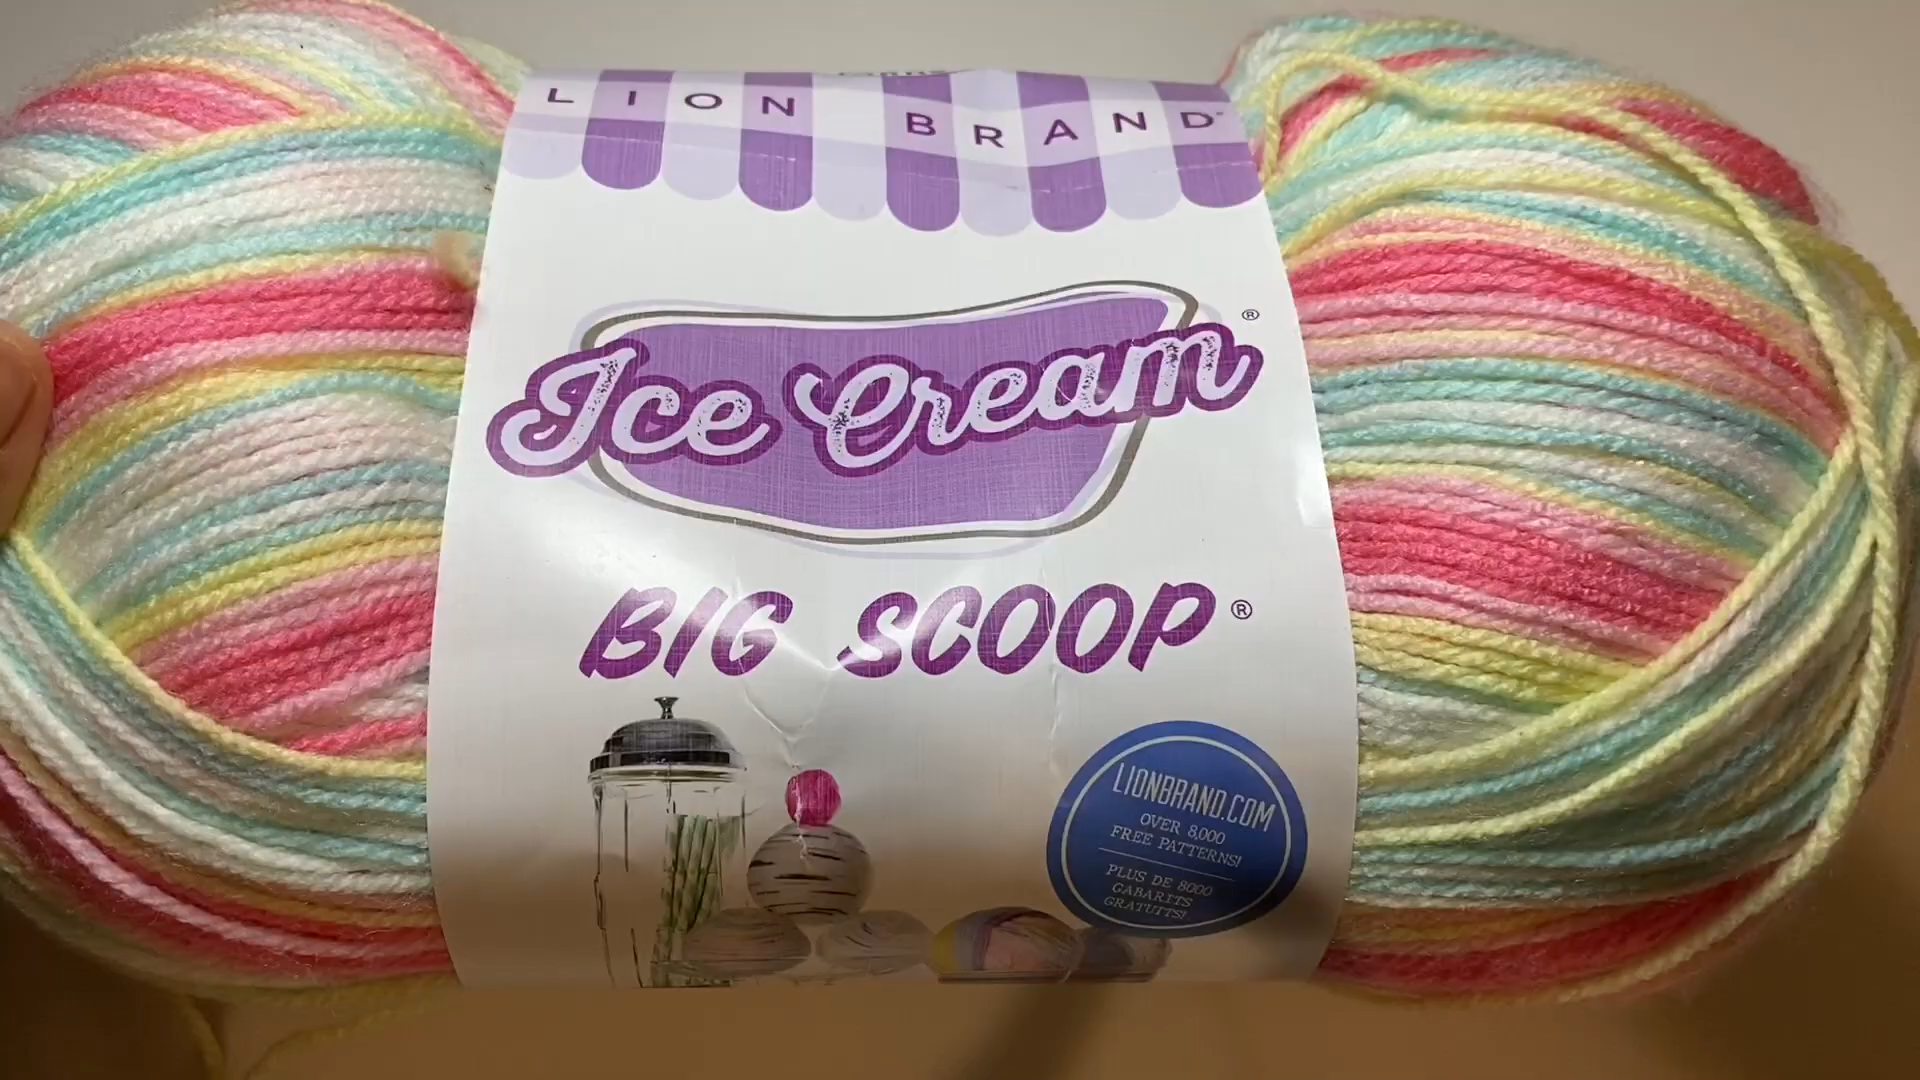 LION BRAND
Ice Cream ®
BIG SCOOP ®
LIONBRAND.COM
OVER 8,000
FREE PATTERNS!
PLUS DE 8000
GABARITS
GRATUITS!